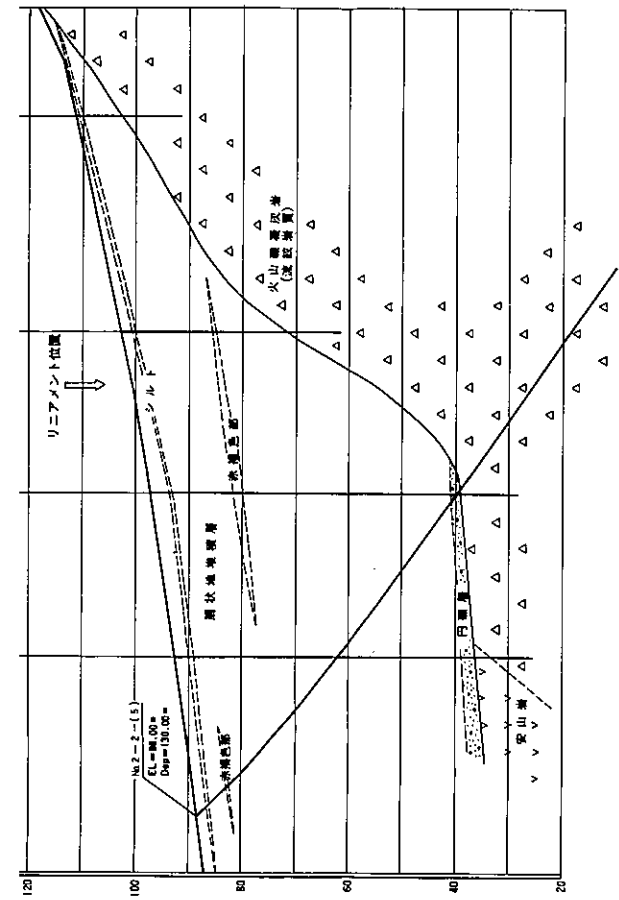 120
100
80
60
40
20
リニアメント位置
シルト
火山礫凝灰岩
(流紋岩質)
赤褐色部
扇状地堆積層
円礫層
安山岩
No.2-2-(5)
Dep=130.00m
赤褐色部